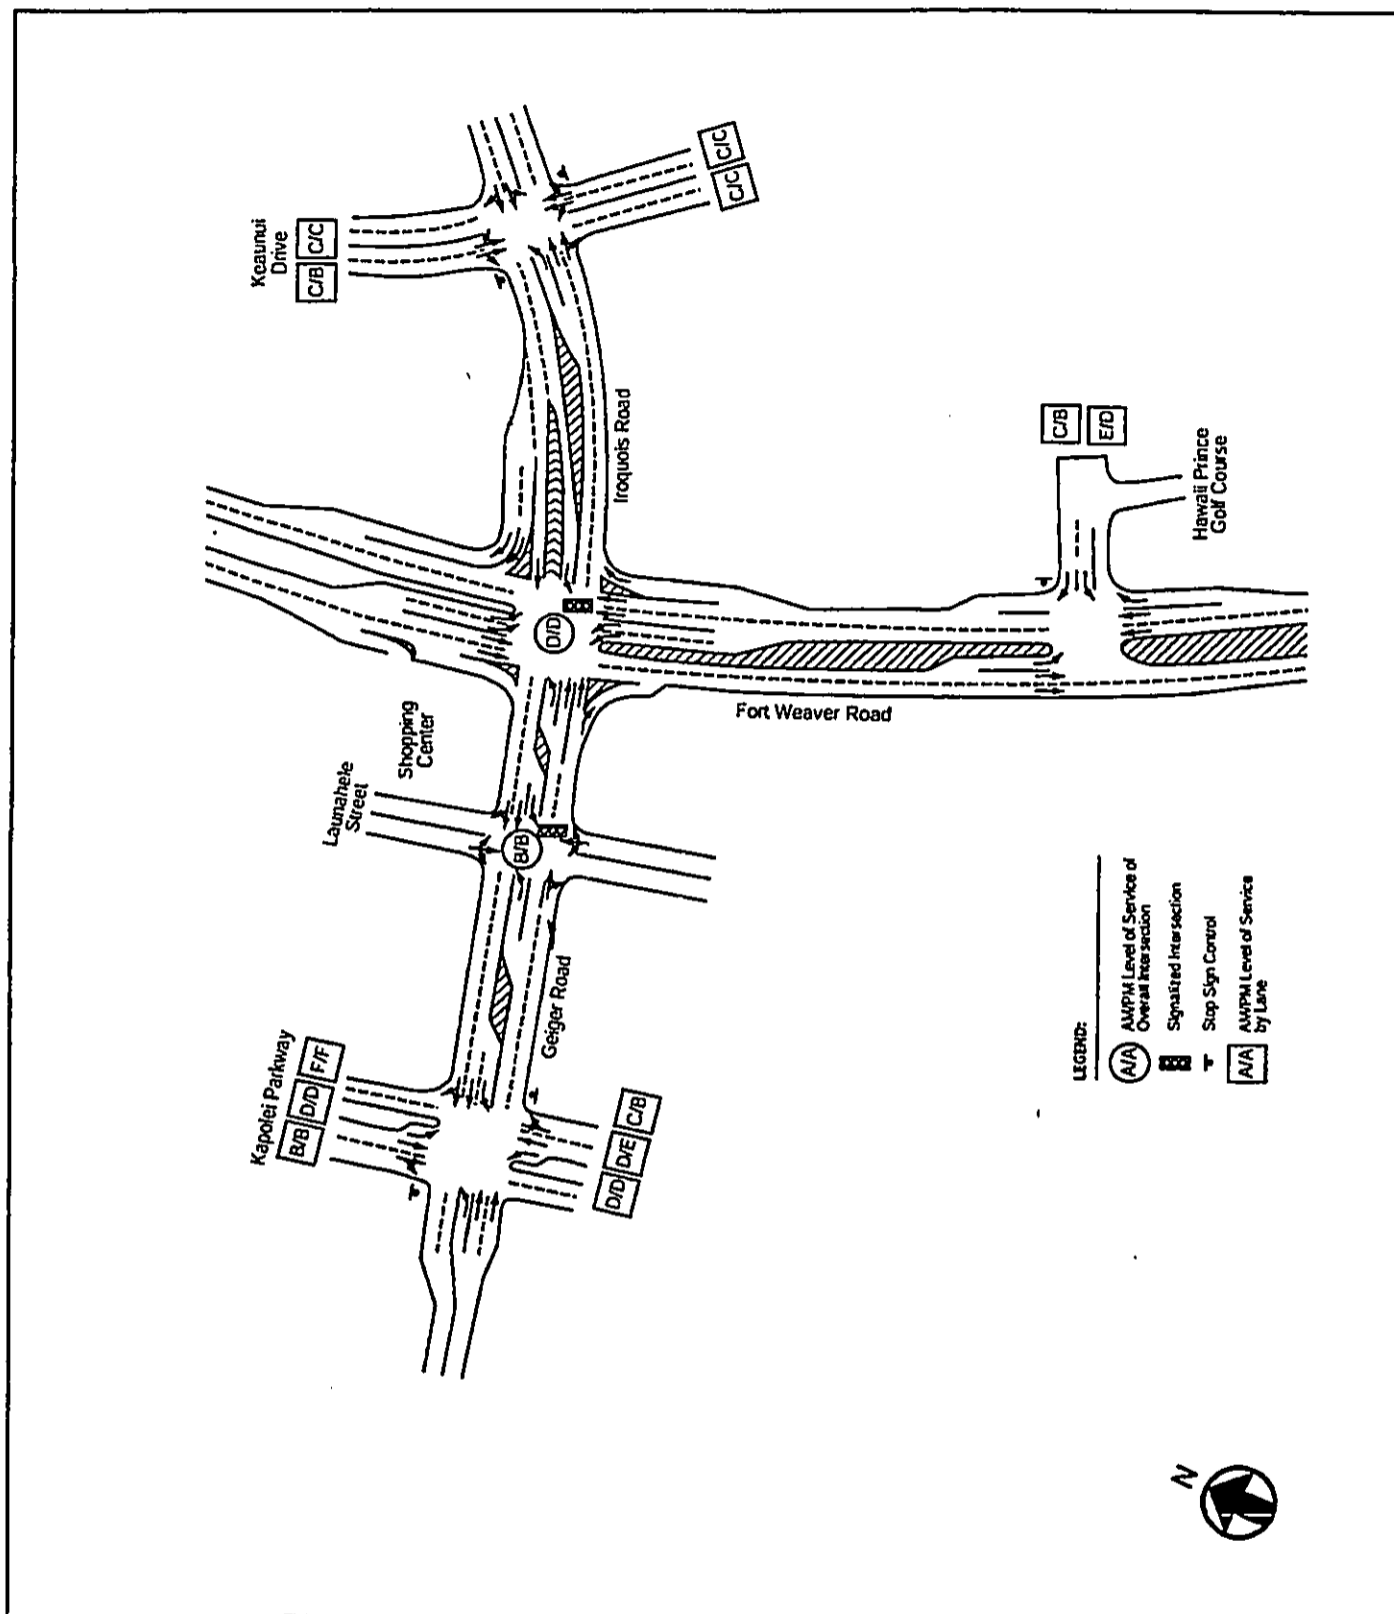 Keaunui
Drive
C/B
C/C
C/C
C/C
Iroquois Road
C/B
E/D
Hawaii Prince
Golf Course
D/D
Fort Weaver Road
Shopping
Center
Launahele
Street
B/B
Geiger Road
Kapolei Parkway
B/B
D/D
F/F
D/D
D/E
C/B
LEGEND:
A/A
AM/PM Level of Service of
Overall Intersection
Signalized Intersection
Stop Sign Control
A/A
AM/PM Level of Service
by Lane
N